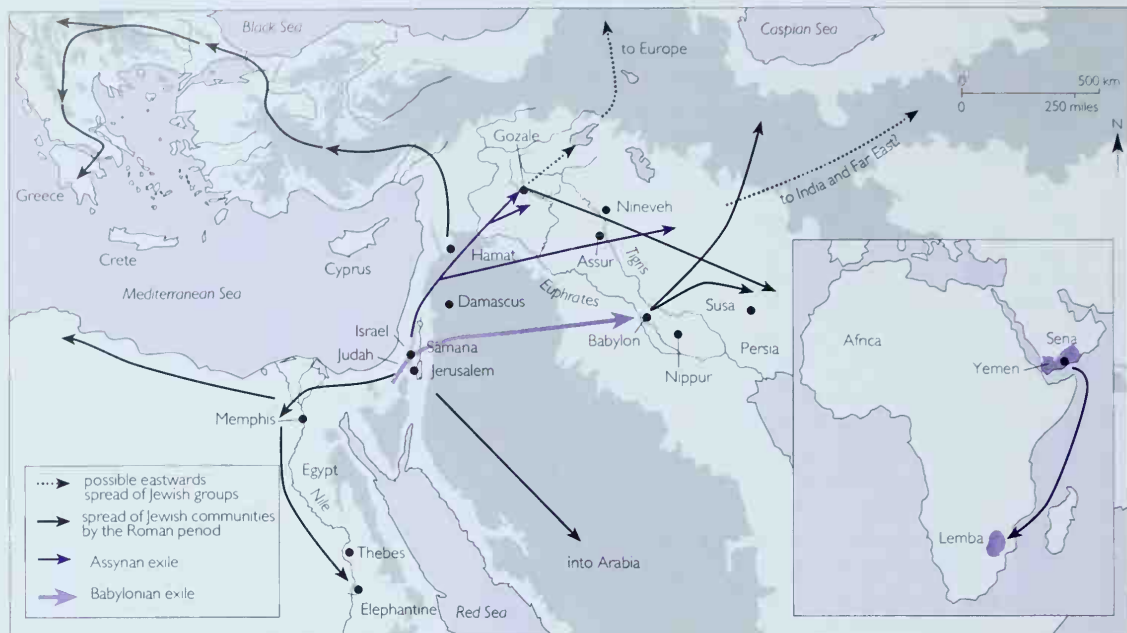 Black Sea
Caspian Sea
to Europe
0
500 km
0
250 miles
N
Gozale
to India and Far East?
Greece
Nineveh
Crete
Cyprus
Hamat
Assur
Tigris
Mediterranean Sea
Euphrates
Damascus
Susa
Israel
Babylon
Samana
Judah
Persia
Jerusalem
Nippur
Memphis
Egypt
Nile
Thebes
into Arabia
Elephantine
Red Sea
possible eastwards
spread of Jewish groups
spread of Jewish communities
by the Roman period
Assynan exile
Babylonian exile
Afnca
Sena
Yemen
Lemba